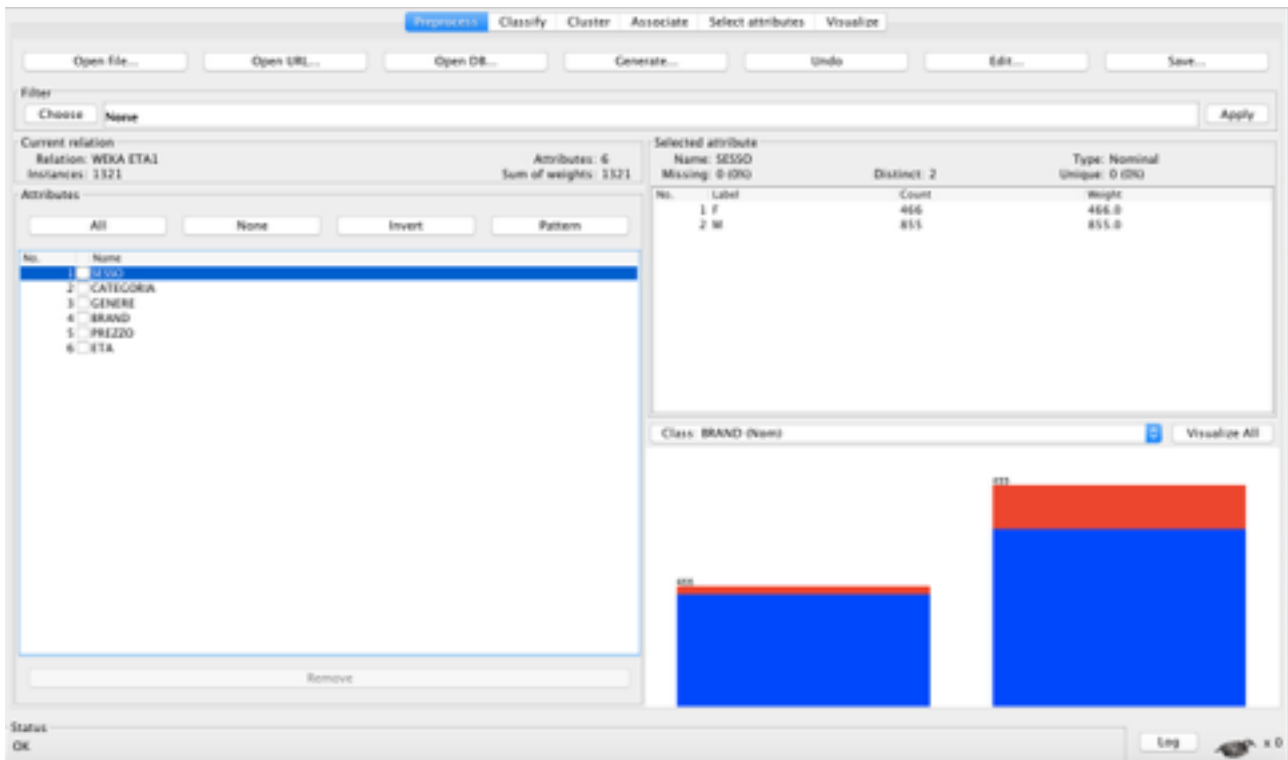 Preprocess Classify Cluster Associate Select attributes Visualize
Open file... Open URL... Open DB... Generate... Undo Edit... Save...
Filter
Choose None Apply
Current relation
Relation: WEKA ETA1 Attributes: 6
Instances: 1321 Sum of weights: 1321
Attributes
All None Invert Pattern
No. Name
1 SESSO
2 CATEGORIA
3 GENERE
4 BRAND
5 PREZZO
6 ETA
Remove
Selected attribute
Name: SESSO Type: Nominal
Missing: 0 (0%) Distinct: 2 Unique: 0 (0%)
No. Label Count Weight
1 F 466 466.0
2 M 855 855.0
Class: BRAND (Nom) Visualize All
466
855
Status
OK
Log x 0